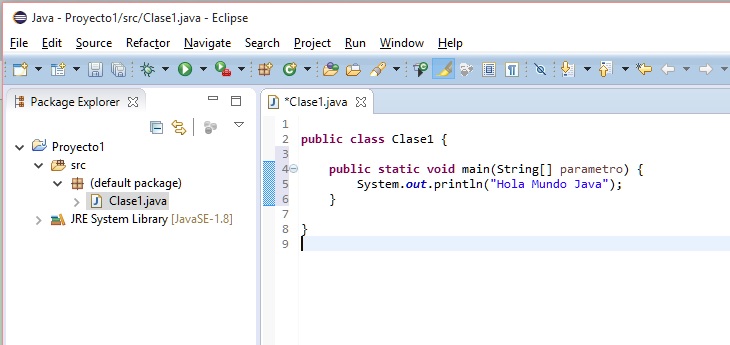 Java - Proyecto1/src/Clase1.java - Eclipse
File Edit Source Refactor Navigate Search Project Run Window Help
Package Explorer
Proyecto1
src
(default package)
Clase1.java
JRE System Library [JavaSE-1.8]
*Clase1.java
1
2 public class Clase1 {
3
4 public static void main(String[] parametro) {
5 System.out.println("Hola Mundo Java");
6 }
7
8 }
9